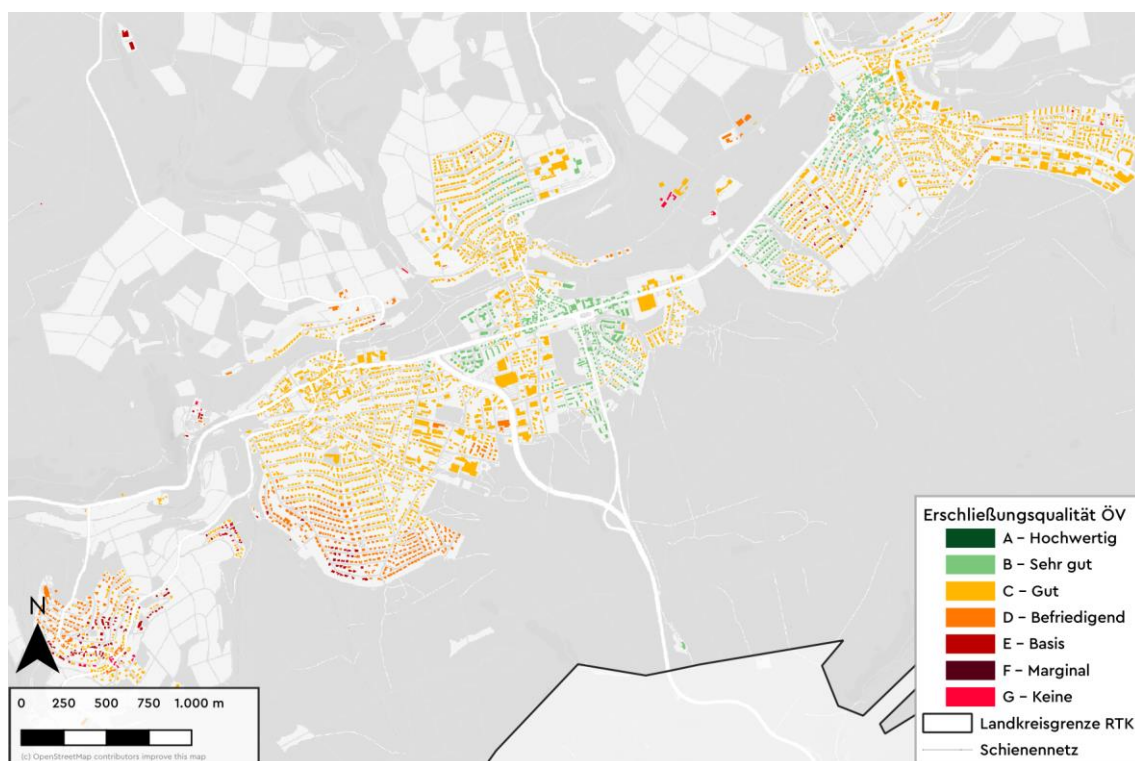 Erschließungsqualität ÖV
A – Hochwertig
B – Sehr gut
C – Gut
D – Befriedigend
E – Basis
F – Marginal
G – Keine
Landkreisgrenze RTK
Schienennetz
N
0 250 500 750 1.000 m
(c) OpenStreetMap contributors improve this map